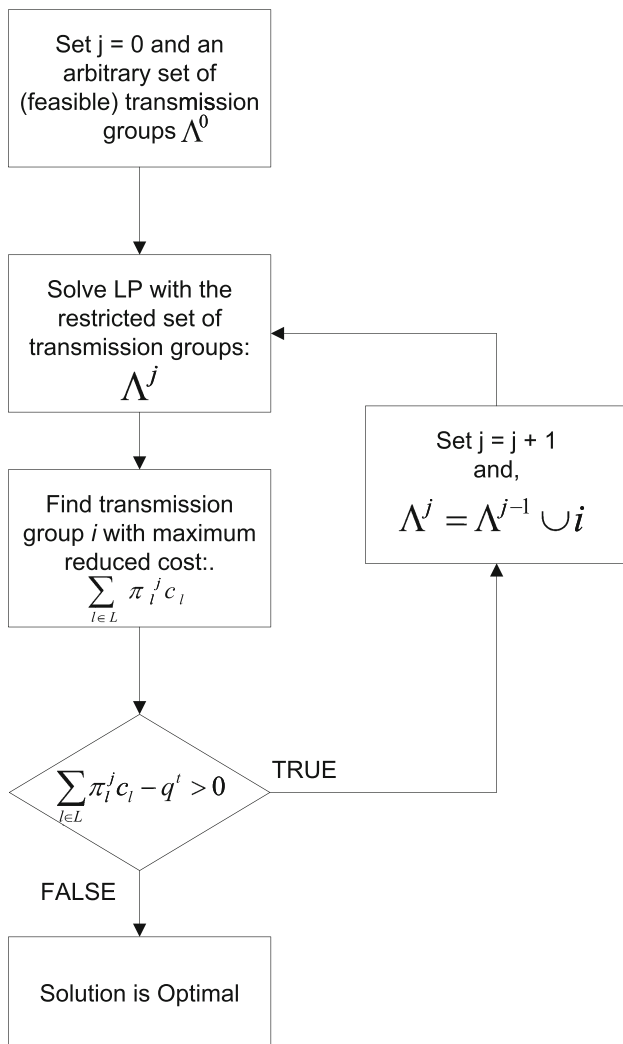 Set j = 0 and an
arbitrary set of
(feasible) transmission
groups Λ⁰
Solve LP with the
restricted set of
transmission groups:
Λʲ
Find transmission
group i with maximum
reduced cost:.
∑_{l∈L} π_l^j c_l
∑_{l∈L} π_l^j c_l − q^t > 0
TRUE
FALSE
Set j = j + 1
and,
Λ^j = Λ^{j−1} ∪ i
Solution is Optimal